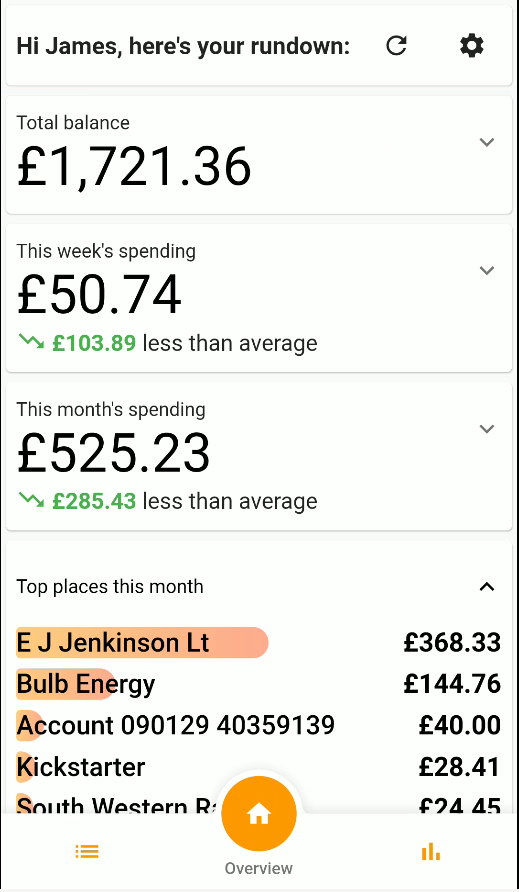 Hi James, here's your rundown:
Total balance
£1,721.36
This week's spending
£50.74
£103.89 less than average
This month's spending
£525.23
£285.43 less than average
Top places this month
E J Jenkinson Lt £368.33
Bulb Energy £144.76
Account 090129 40359139 £40.00
Kickstarter £28.41
South Western £24.45
Overview